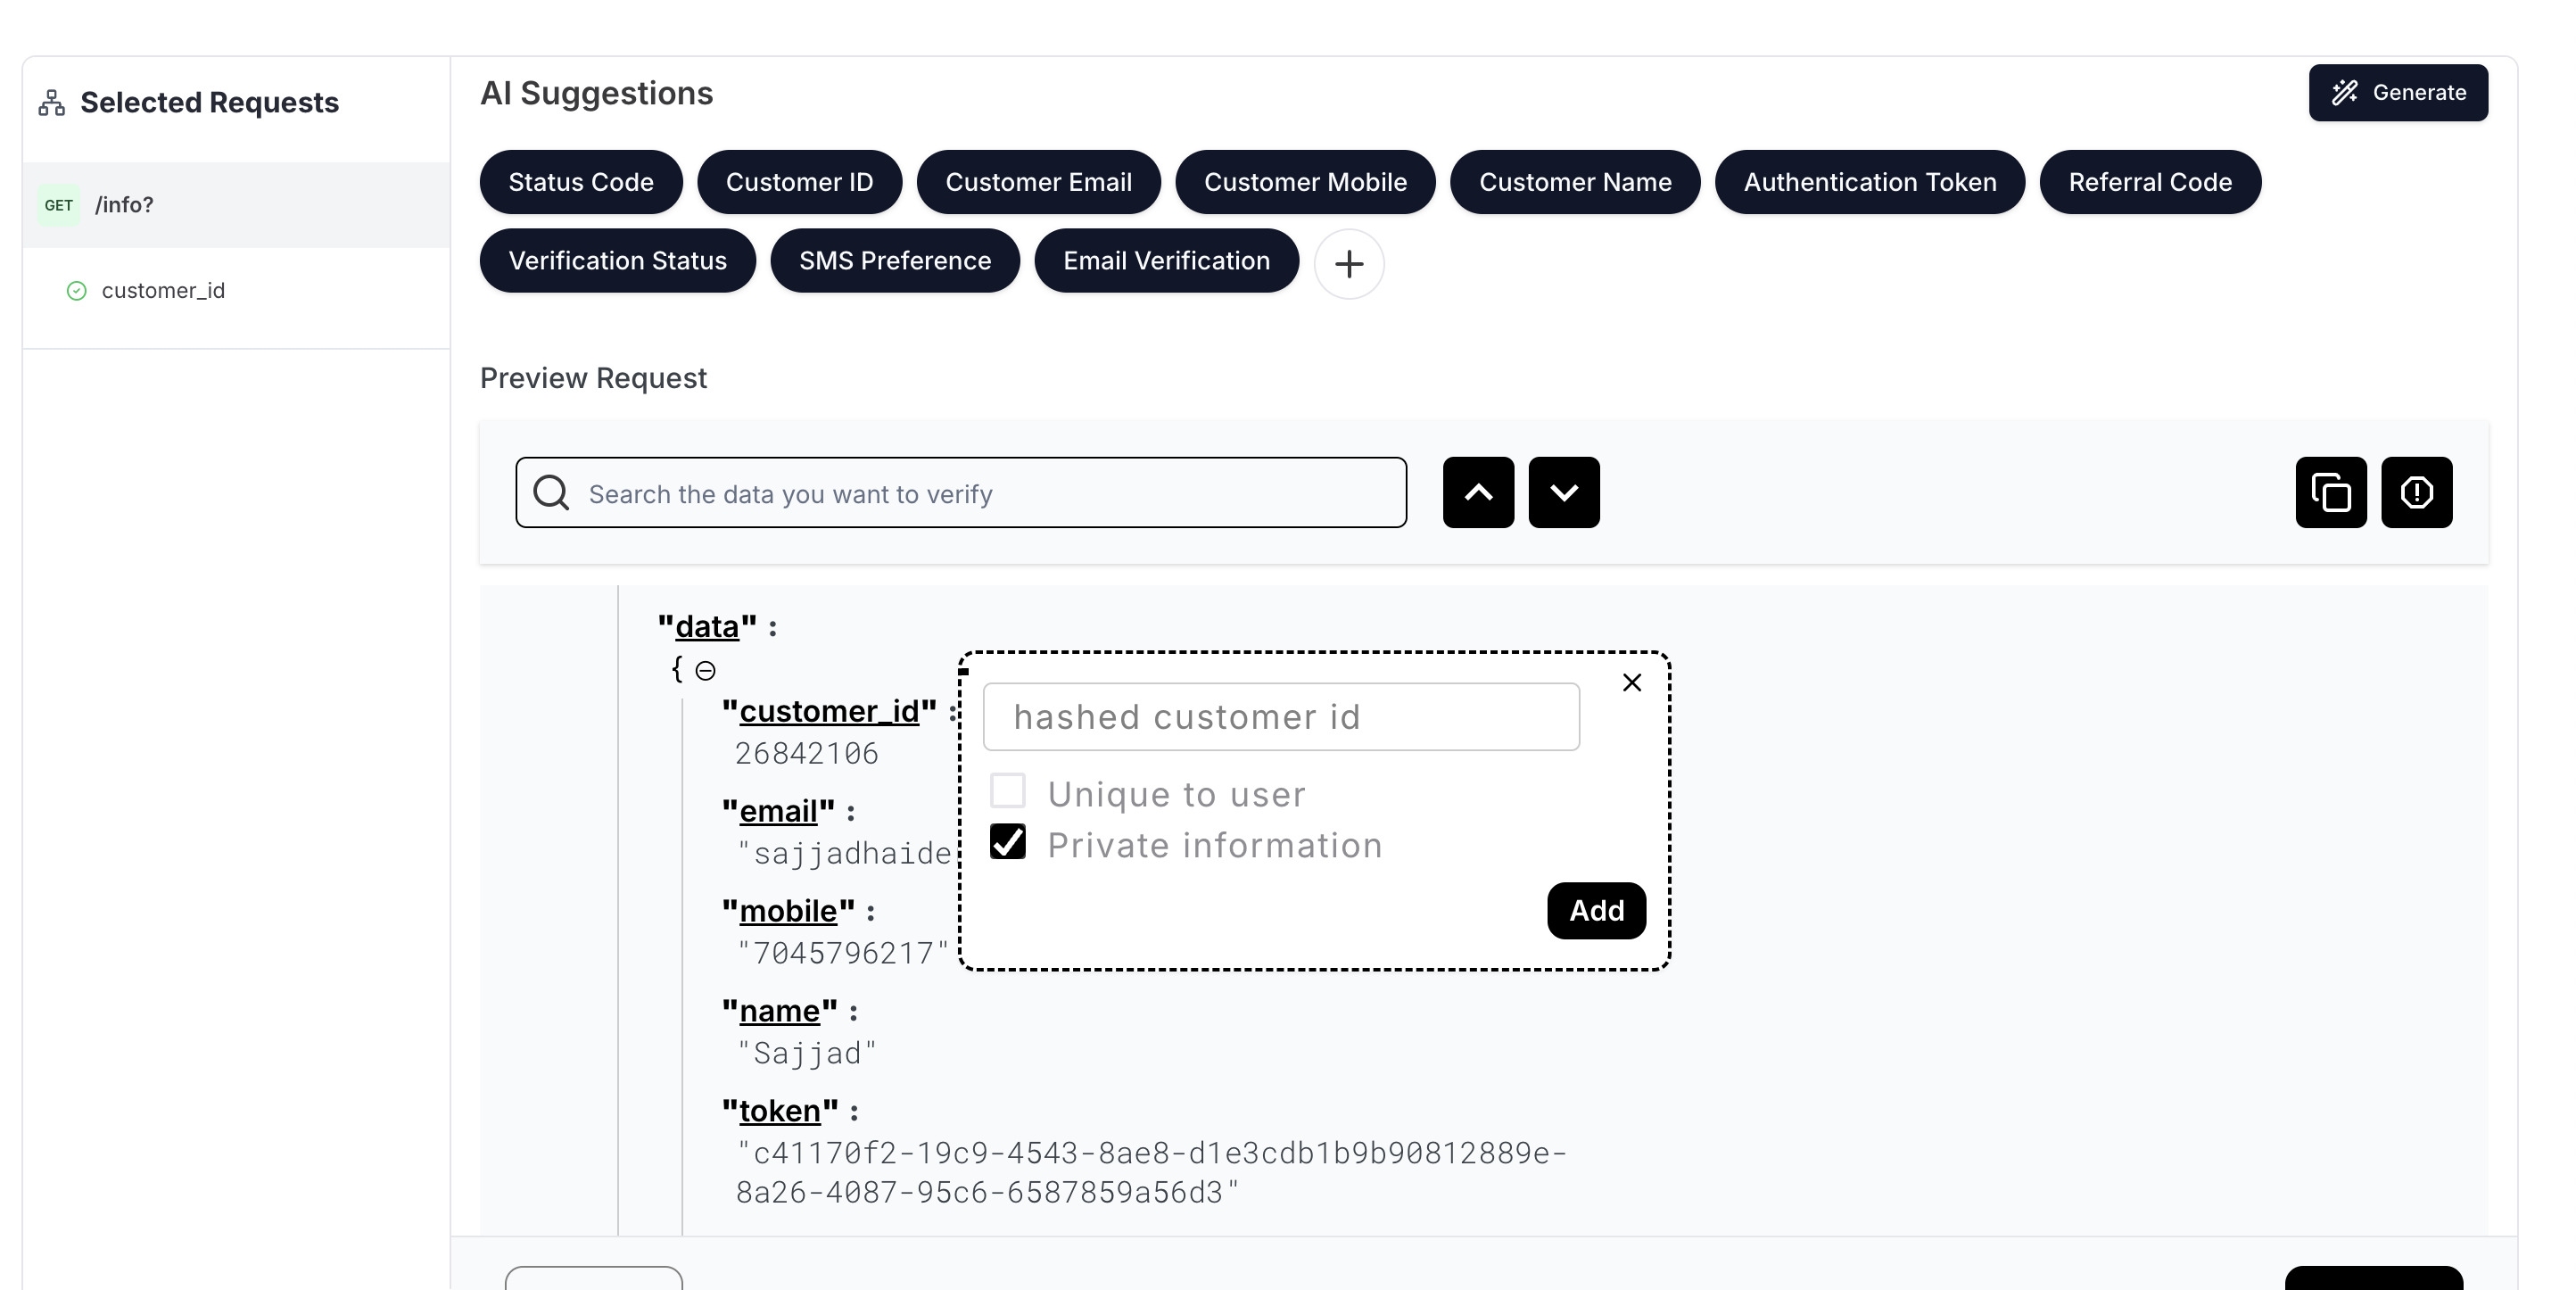 Selected Requests
GET /info?
customer_id
AI Suggestions
Generate
Status Code Customer ID Customer Email Customer Mobile Customer Name Authentication Token Referral Code
Verification Status SMS Preference Email Verification
Preview Request
Search the data you want to verify
"data" :
{
"customer_id" :
26842106
"email" :
"sajjadhaide
"mobile" :
"7045796217"
"name" :
"Sajjad"
"token" :
"c41170f2-19c9-4543-8ae8-d1e3cdb1b9b90812889e-
8a26-4087-95c6-6587859a56d3"
hashed customer id
Unique to user
Private information
Add